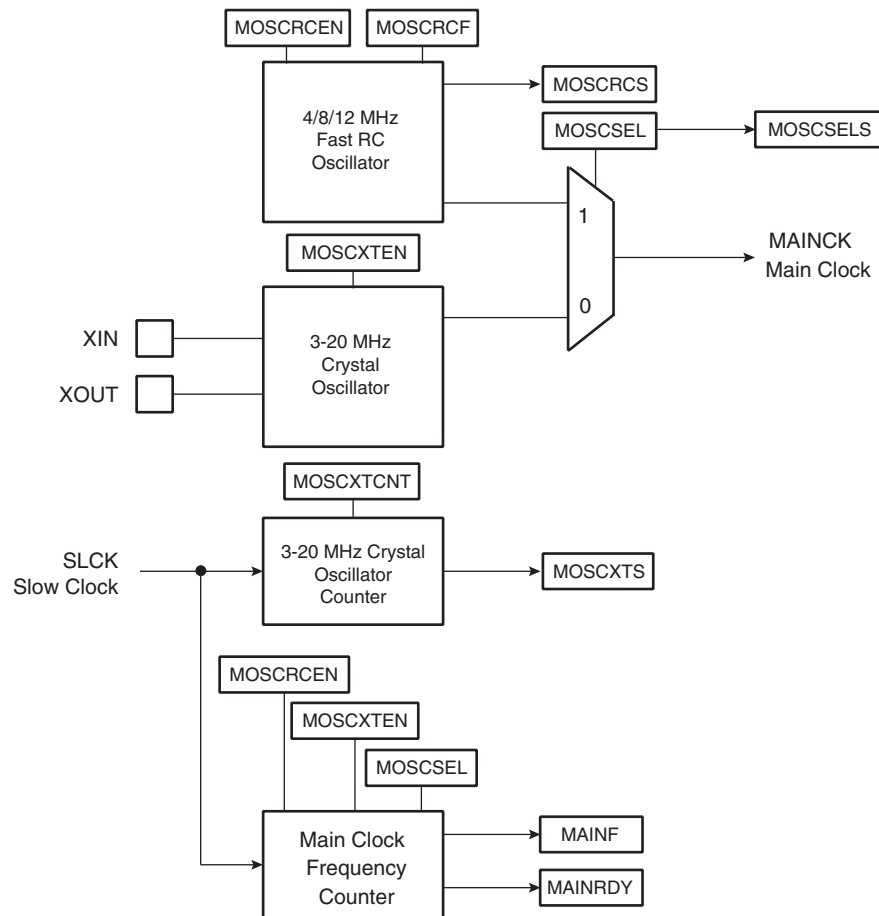 MOSCRCEN
MOSCRCF
4/8/12 MHz
Fast RC
Oscillator
MOSCRCS
MOSCSEL
MOSCSELS
1
0
MAINCK
Main Clock
MOSCXTEN
XIN
XOUT
3-20 MHz
Crystal
Oscillator
MOSCXTCNT
SLCK
Slow Clock
3-20 MHz Crystal
Oscillator
Counter
MOSCXTS
MOSCRCEN
MOSCXTEN
MOSCSEL
Main Clock
Frequency
Counter
MAINF
MAINRDY